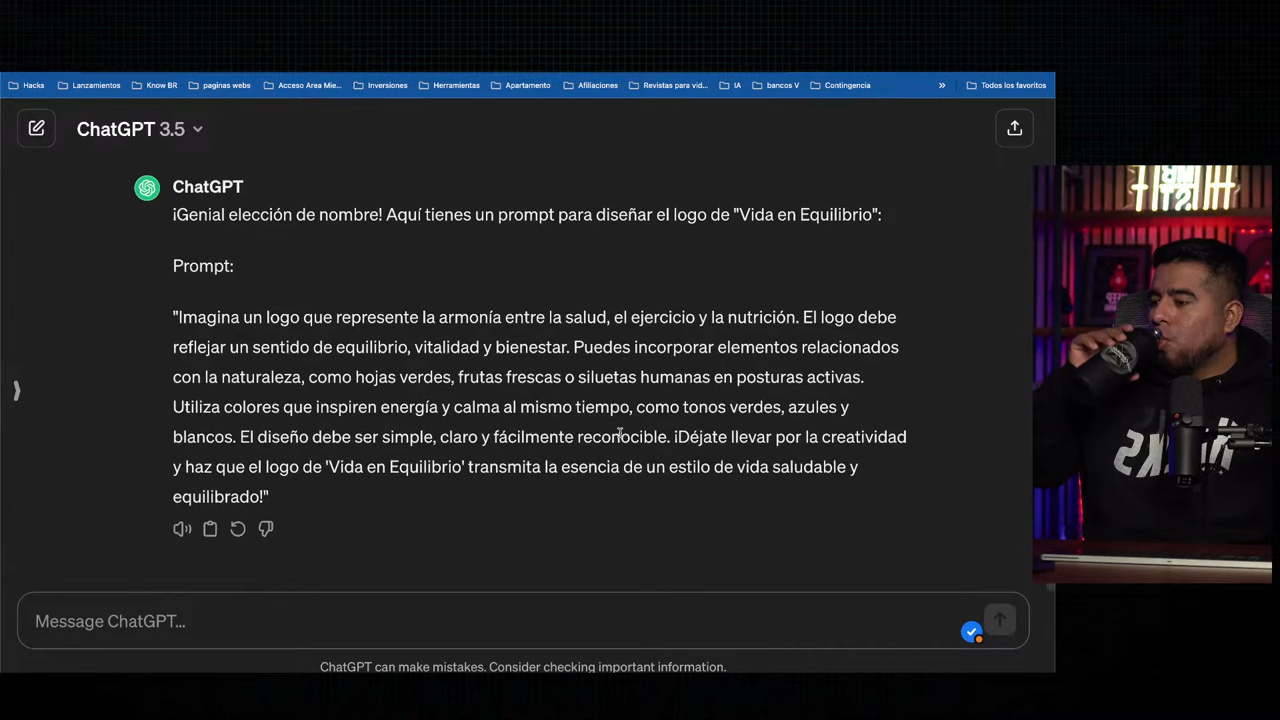 Hacks Lanzamientos Know BR paginas webs Acceso Area Mie... Inversiones Herramientas Apartamento Afiliaciones Revistas para vid... IA bancos V Contingencia » Todos los favoritos
ChatGPT 3.5
ChatGPT
¡Genial elección de nombre! Aquí tienes un prompt para diseñar el logo de "Vida en Equilibrio":
Prompt:
"Imagina un logo que represente la armonía entre la salud, el ejercicio y la nutrición. El logo debe
reflejar un sentido de equilibrio, vitalidad y bienestar. Puedes incorporar elementos relacionados
con la naturaleza, como hojas verdes, frutas frescas o siluetas humanas en posturas activas.
Utiliza colores que inspiren energía y calma al mismo tiempo, como tonos verdes, azules y
blancos. El diseño debe ser simple, claro y fácilmente reconocible. ¡Déjate llevar por la creatividad
y haz que el logo de 'Vida en Equilibrio' transmita la esencia de un estilo de vida saludable y
equilibrado!"
Message ChatGPT...
ChatGPT can make mistakes. Consider checking important information.